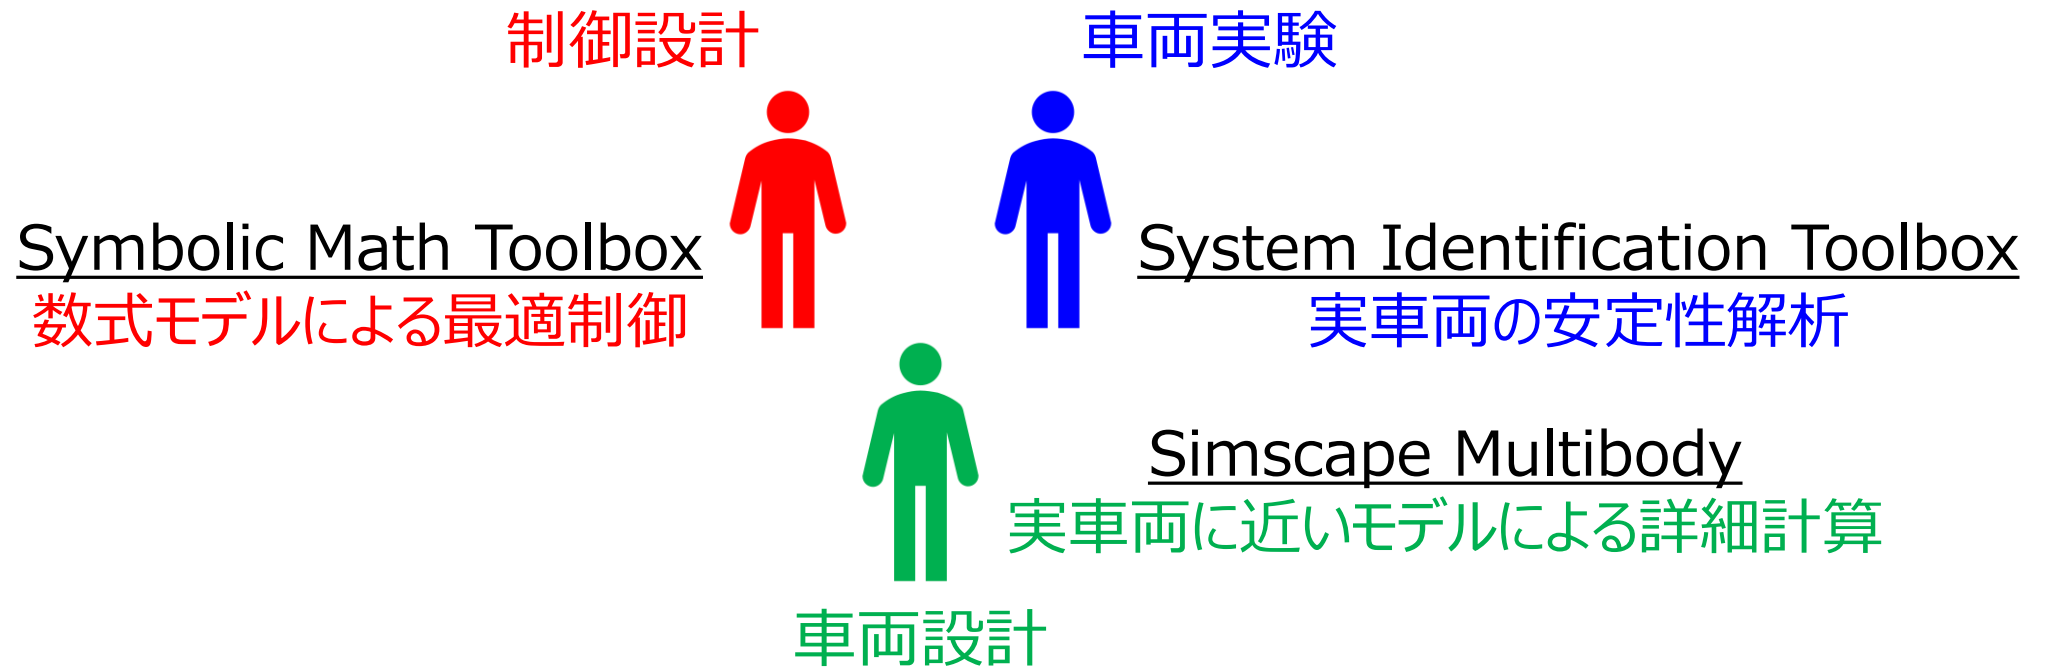 制御設計
車両実験
Symbolic Math Toolbox
数式モデルによる最適制御
System Identification Toolbox
実車両の安定性解析
Simscape Multibody
実車両に近いモデルによる詳細計算
車両設計